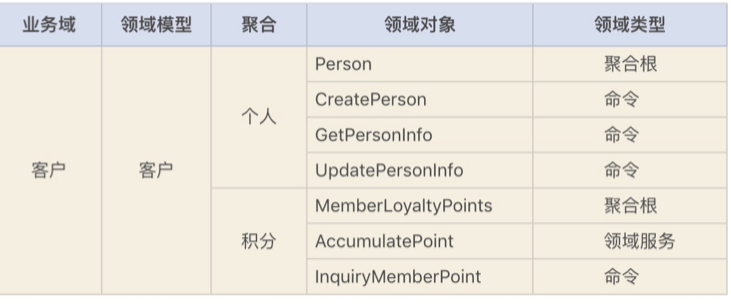 业务域 领域模型 聚合 领域对象 领域类型
Person 聚合根
CreatePerson 命令
个人
GetPersonInfo 命令
客户 客户 UpdatePersonInfo 命令
MemberLoyaltyPoints 聚合根
积分 AccumulatePoint 领域服务
InquiryMemberPoint 命令